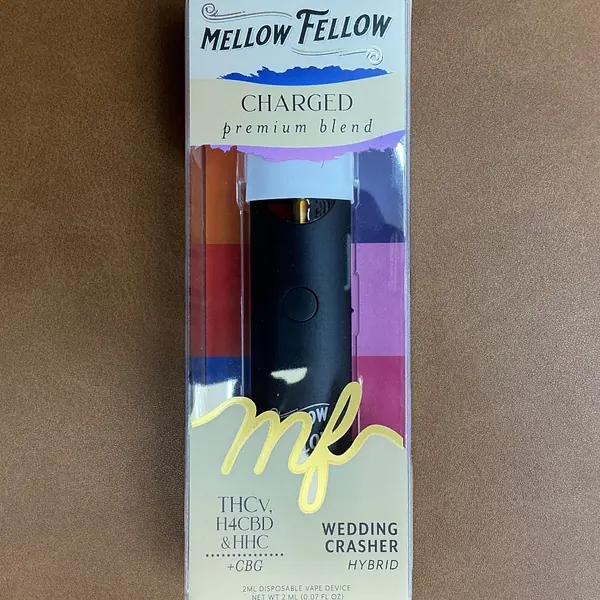 MELLOW FELLOW
CHARGED
premium blend
mf
THCV,
H4CBD
& HHC
+CBG
WEDDING
CRASHER
HYBRID
2ML DISPOSABLE VAPE DEVICE
NET WT 2 ML (0.07 FL OZ)